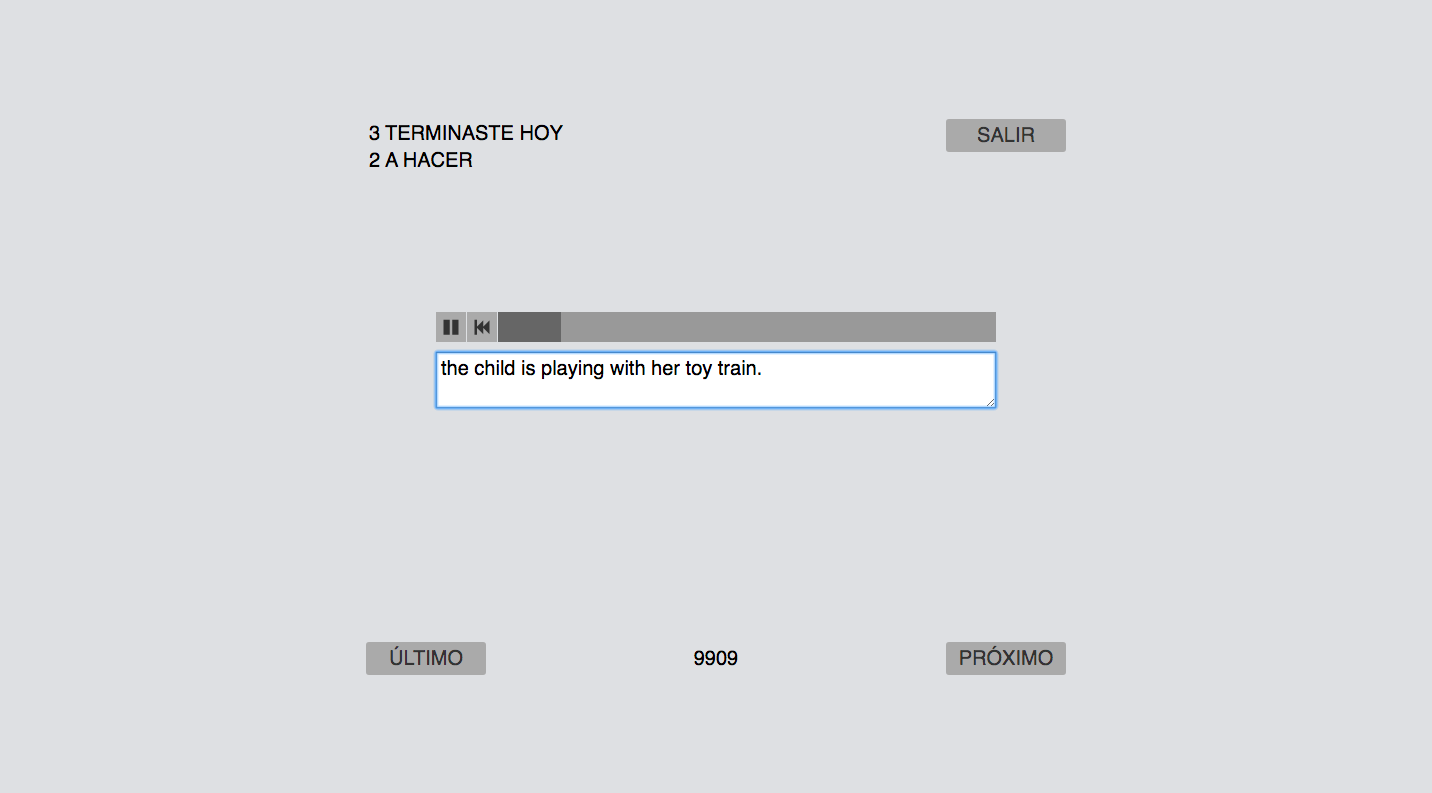 3 TERMINASTE HOY
2 A HACER
SALIR
the child is playing with her toy train.
ÚLTIMO
9909
PRÓXIMO